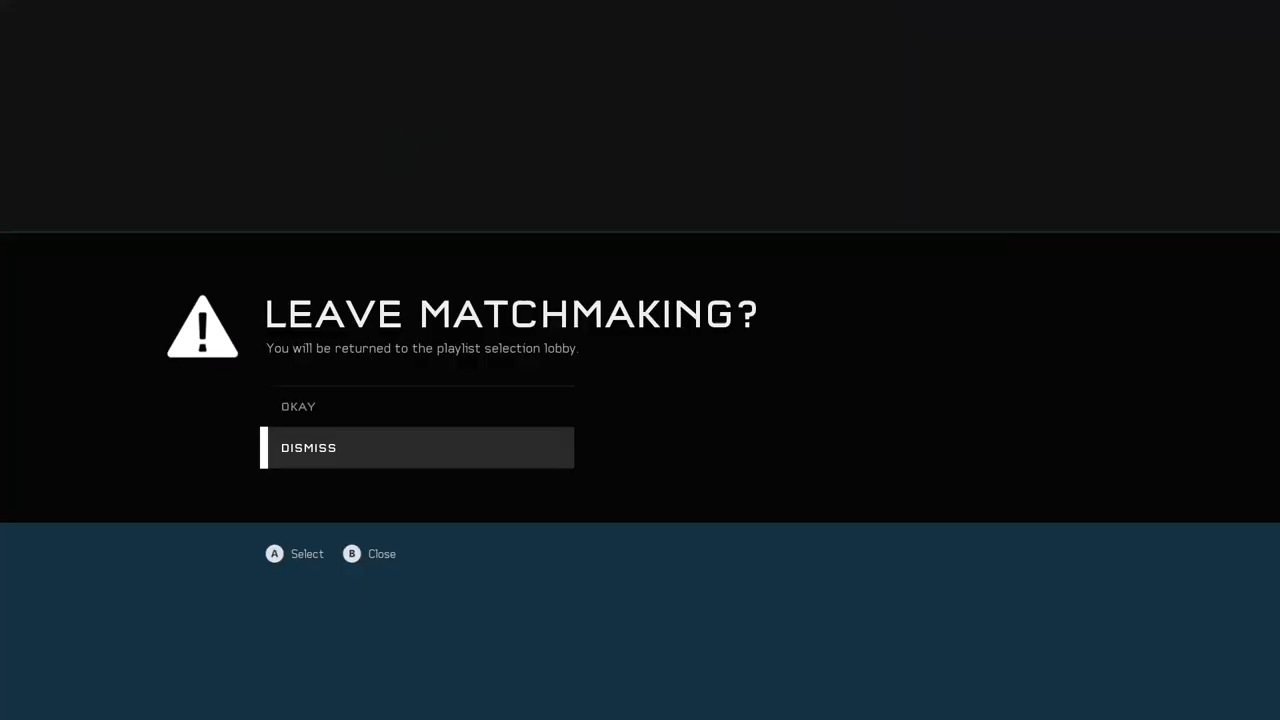 LEAVE MATCHMAKING?
You will be returned to the playlist selection lobby.
OKAY
DISMISS
A Select B Close